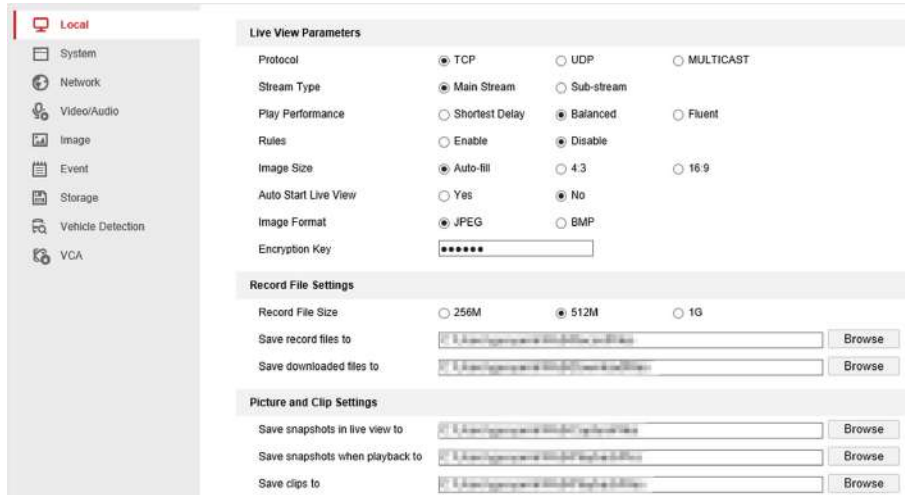 Local
System
Network
Video/Audio
Image
Event
Storage
Vehicle Detection
VCA
Live View Parameters
Protocol TCP UDP MULTICAST
Stream Type Main Stream Sub-stream
Play Performance Shortest Delay Balanced Fluent
Rules Enable Disable
Image Size Auto-fill 4:3 16:9
Auto Start Live View Yes No
Image Format JPEG BMP
Encryption Key ••••••
Record File Settings
Record File Size 256M 512M 1G
Save record files to Browse
Save downloaded files to Browse
Picture and Clip Settings
Save snapshots in live view to Browse
Save snapshots when playback to Browse
Save clips to Browse